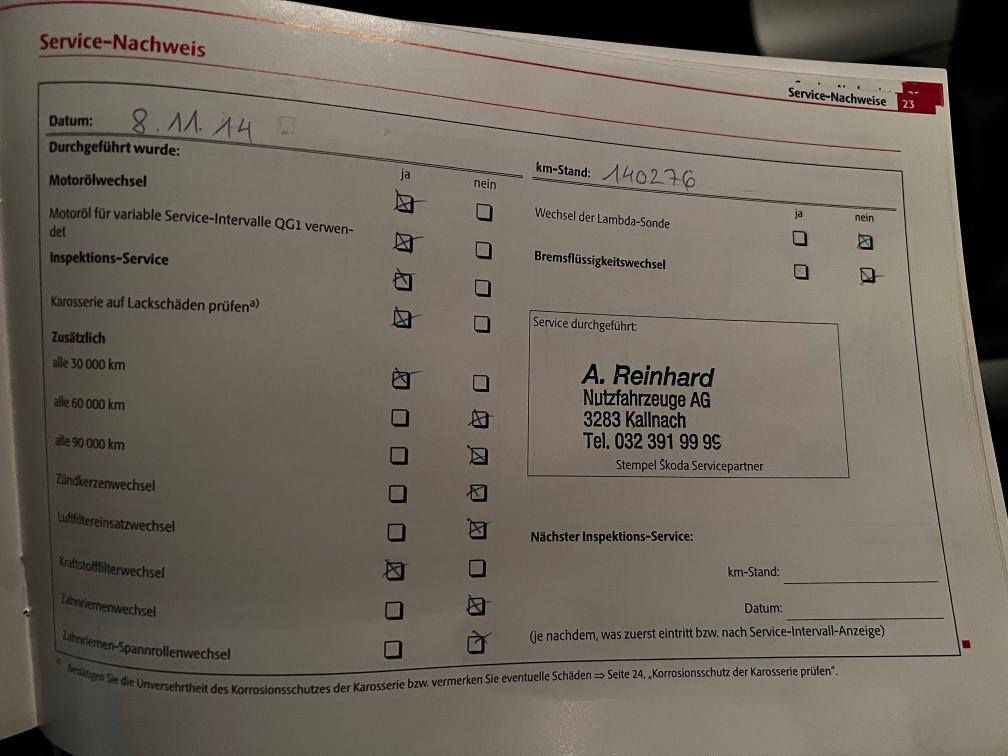 Service-Nachweis
Service-Nachweise 23
Datum: 8.11.14
Durchgeführt wurde:
ja nein
Motorölwechsel
Motoröl für variable Service-Intervalle QG1 verwen-
det
Inspektions-Service
Karosserie auf Lackschäden prüfen a)
Zusätzlich
alle 30 000 km
alle 60 000 km
alle 90 000 km
Zündkerzenwechsel
Luftfiltereinsatzwechsel
Kraftstofffilterwechsel
Zahnriemenwechsel
Zahnriemen-Spannrollenwechsel
km-Stand: 140276
ja nein
Wechsel der Lambda-Sonde
Bremsflüssigkeitswechsel
Service durchgeführt:
A. Reinhard
Nutzfahrzeuge AG
3283 Kallnach
Tel. 032 391 99 99
Stempel Škoda Servicepartner
Nächster Inspektions-Service:
km-Stand:
Datum:
(je nachdem, was zuerst eintritt bzw. nach Service-Intervall-Anzeige)
a) Bestätigen Sie die Unversehrtheit des Korrosionsschutzes der Karosserie bzw. vermerken Sie eventuelle Schäden ⇒ Seite 24, „Korrosionsschutz der Karosserie prüfen“.